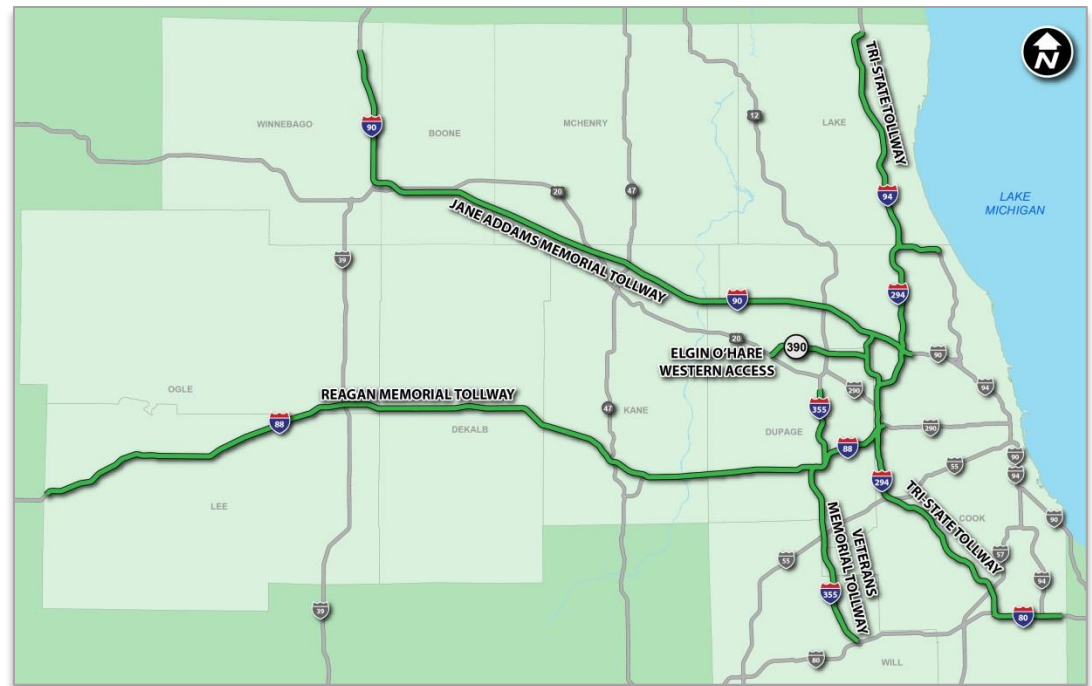 N
TRI-STATE TOLLWAY
12
WINNEBAGO
90
BOONE
MCHENRY
LAKE
20
47
94
LAKE
MICHIGAN
JANE ADDAMS MEMORIAL TOLLWAY
39
90
294
20
ELGIN O'HARE
WESTERN ACCESS
390
90
94
290
OGLE
REAGAN MEMORIAL TOLLWAY
88
47
KANE
355
DEKALB
DUPAGE
88
290
90
94
55
294
TRI-STATE TOLLWAY
COOK
90
LEE
VETERANS
MEMORIAL TOLLWAY
55
57
94
39
355
80
80
WILL